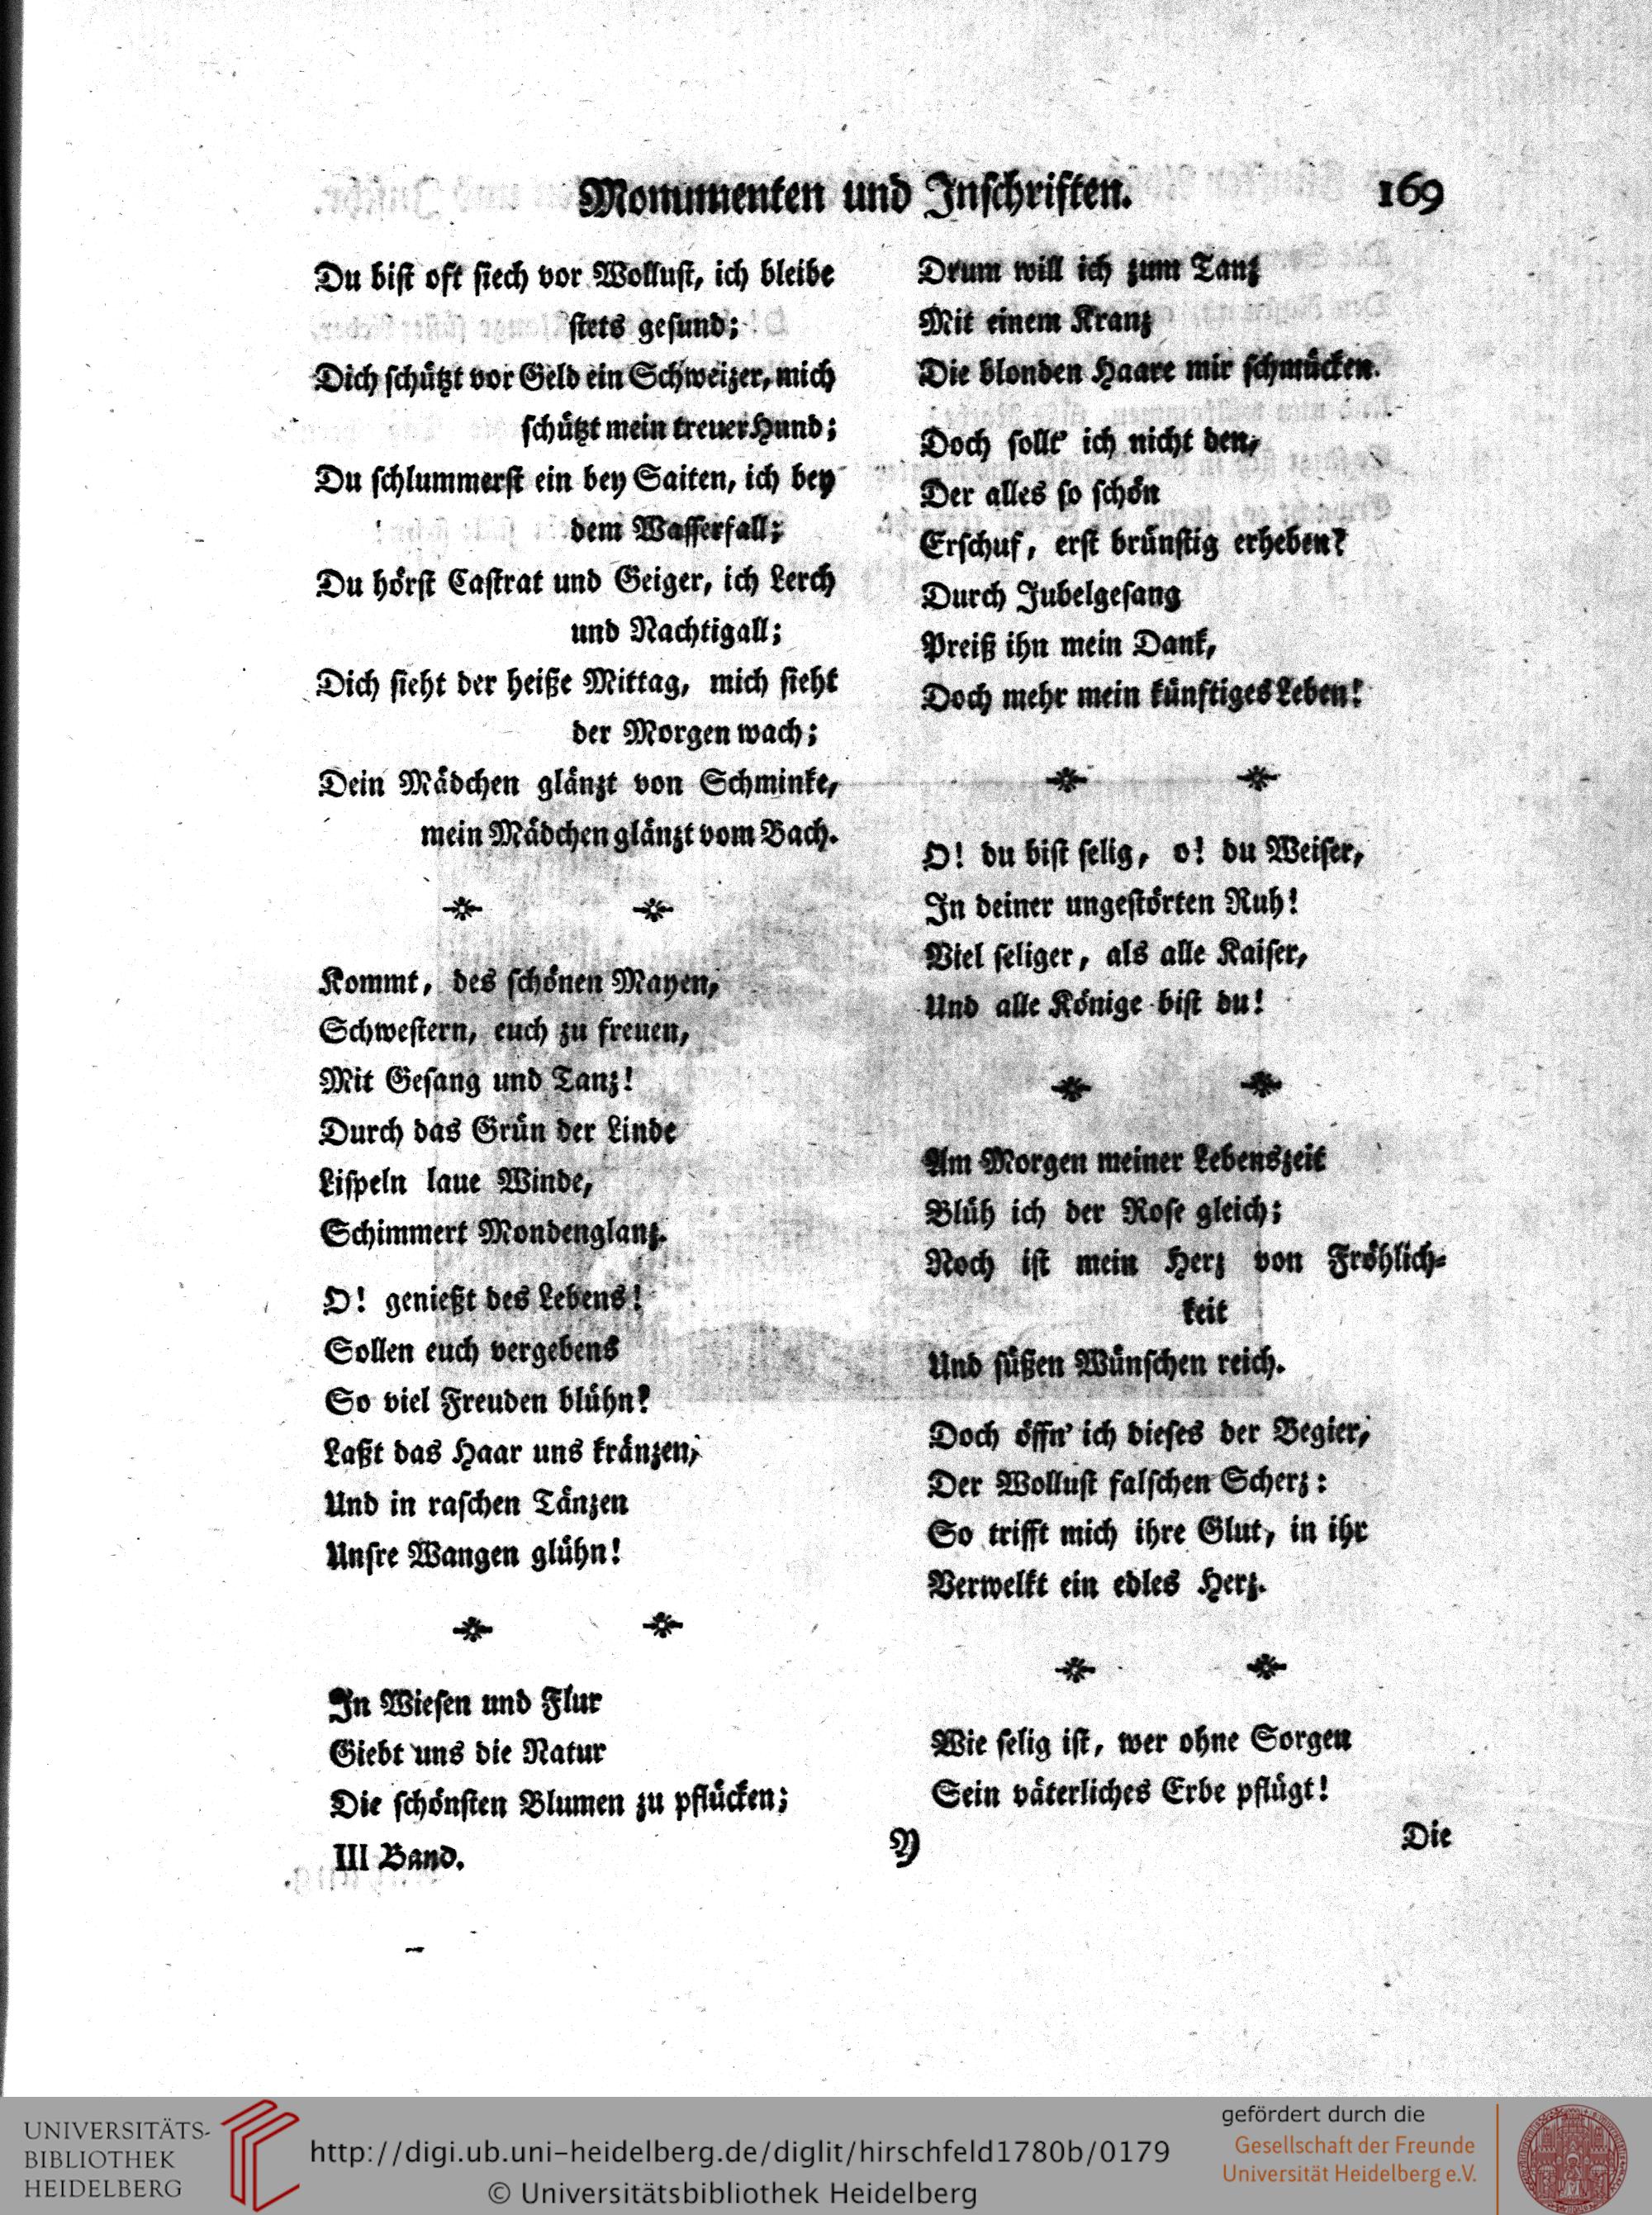 Monumenten und Inschriften. 169
Du bist oft siech vor Wollust, ich bleibe
stets gesund;
Dich schützt vor Geld ein Schweizer, mich
schützt mein treuer Hund;
Du schlummerst ein bey Saiten, ich bey
dem Wasserfall;
Du hörst Castrat und Geiger, ich Lerch
und Nachtigall;
Dich sieht der heiße Mittag, mich sieht
der Morgen wach;
Dein Mädchen glänzt von Schminke,
mein Mädchen glänzt vom Bach.
Kommt, des schönen Mayen,
Schwestern, euch zu freuen,
Mit Gesang und Tanz!
Durch das Grün der Linde
Lispeln laue Winde,
Schimmert Mondenglanz.
O! genießt des Lebens!
Sollen euch vergebens
So viel Freuden blühn?
Laßt das Haar uns kränzen,
Und in raschen Tänzen
Unsre Wangen glühn!
In Wiesen und Flur
Giebt uns die Natur
Die schönsten Blumen zu pflücken;
Drum will ich zum Tanz
Mit einem Kranz
Die blonden Haare mir schmücken.
Doch sollt' ich nicht den,
Der alles so schön
Erschuf, erst brünstig erheben?
Durch Jubelgesang
Preiß ihn mein Dank,
Doch mehr mein künftiges Leben!
O! du bist selig, o! du Weiser,
In deiner ungestörten Ruh!
Viel seliger, als alle Kaiser,
Und alle Könige bist du!
Am Morgen meiner Lebenszeit
Blüh ich der Rose gleich;
Noch ist mein Herz von Fröhlich-
keit
Und süßen Wünschen reich.
Doch öffn' ich dieses der Begier,
Der Wollust falschen Scherz:
So trifft mich ihre Glut, in ihr
Verwelkt ein edles Herz.
Wie selig ist, wer ohne Sorgen
Sein väterliches Erbe pflügt!
III Band. Y Die
UNIVERSITÄTS-
BIBLIOTHEK
HEIDELBERG
http://digi.ub.uni-heidelberg.de/diglit/hirschfeld1780b/0179
© Universitätsbibliothek Heidelberg
gefördert durch die
Gesellschaft der Freunde
Universität Heidelberg e.V.